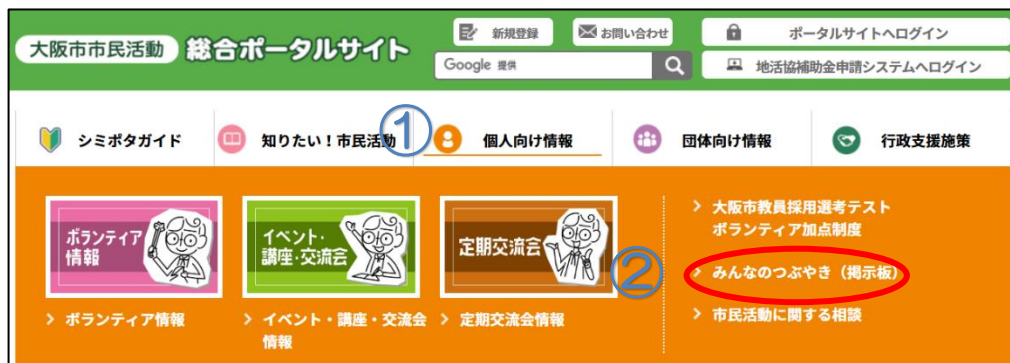 新規登録
お問い合わせ
ポータルサイトへログイン
大阪市市民活動 総合ポータルサイト
Google 提供
地活協補助金申請システムへログイン
シミポタガイド
知りたい！市民活動
①
個人向け情報
団体向け情報
行政支援施策
ボランティア
情報
イベント・
講座・交流会
定期交流会
ボランティア情報
イベント・講座・交流会
情報
定期交流会情報
大阪市教員採用選考テスト
ボランティア加点制度
②
みんなのつぶやき（掲示板）
市民活動に関する相談